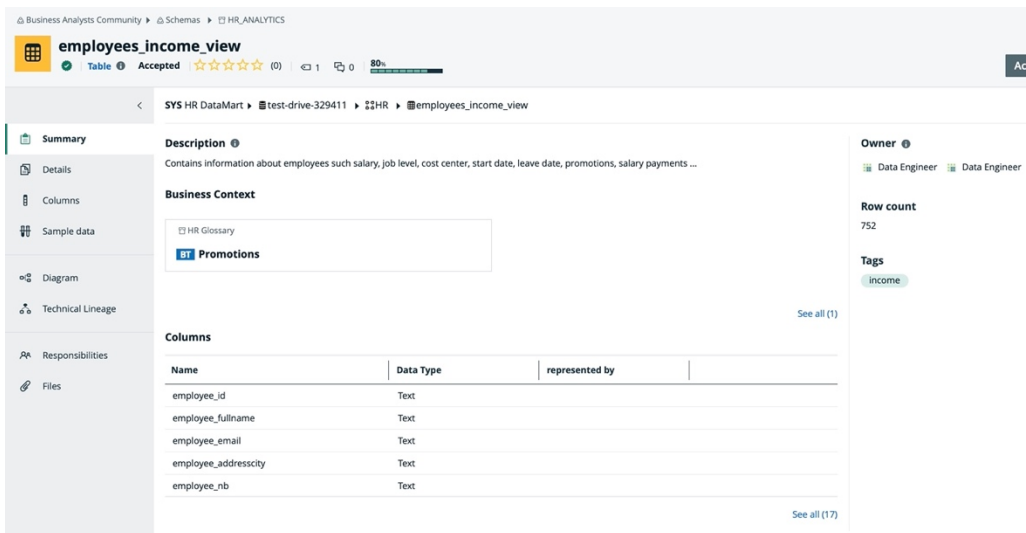 Business Analysts Community Schemas HR_ANALYTICS
employees_income_view
Table Accepted (0) 1 0 80%
Ac
SYS HR DataMart test-drive-329411 HR employees_income_view
Summary
Details
Columns
Sample data
Diagram
Technical Lineage
Responsibilities
Files
Description
Contains information about employees such salary, job level, cost center, start date, leave date, promotions, salary payments ...
Business Context
HR Glossary
BT Promotions
See all (1)
Columns
Name Data Type represented by
employee_id Text
employee_fullname Text
employee_email Text
employee_addresscity Text
employee_nb Text
See all (17)
Owner
Data Engineer Data Engineer
Row count
752
Tags
income